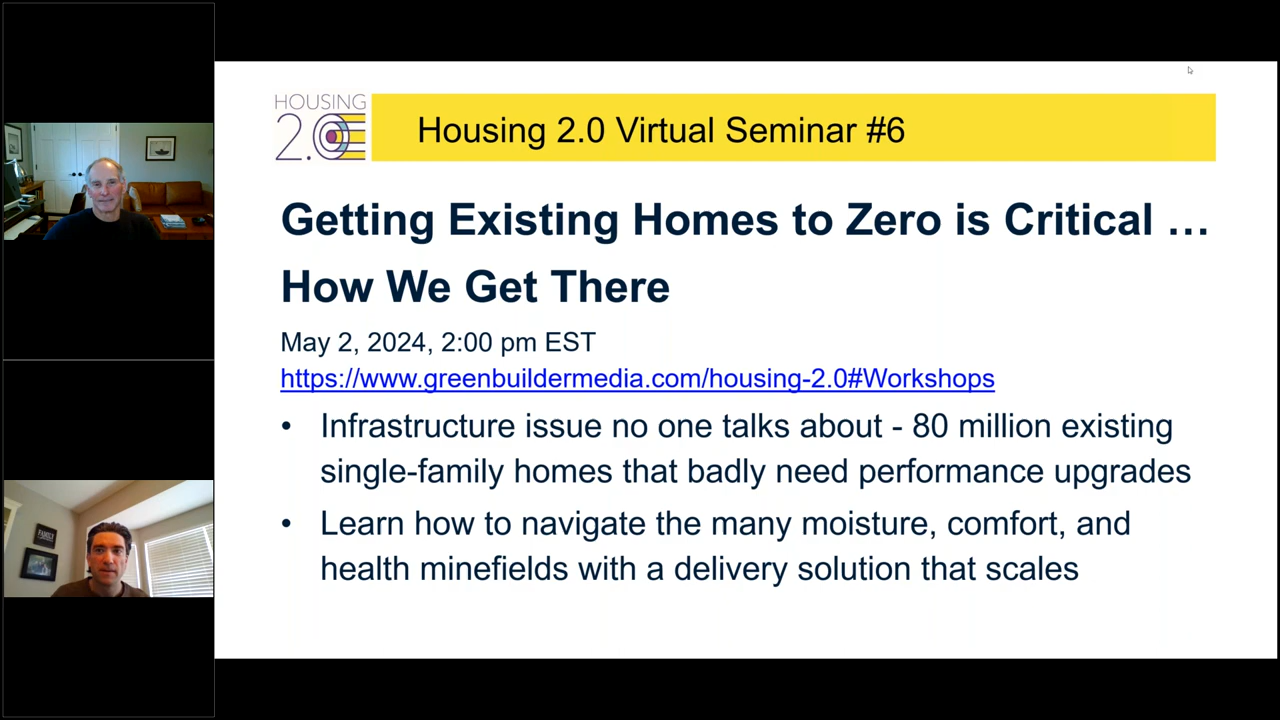 HOUSING
2.0
Housing 2.0 Virtual Seminar #6
Getting Existing Homes to Zero is Critical …
How We Get There
May 2, 2024, 2:00 pm EST
https://www.greenbuildermedia.com/housing-2.0#Workshops
• Infrastructure issue no one talks about - 80 million existing
single-family homes that badly need performance upgrades
• Learn how to navigate the many moisture, comfort, and
health minefields with a delivery solution that scales
FAMILY